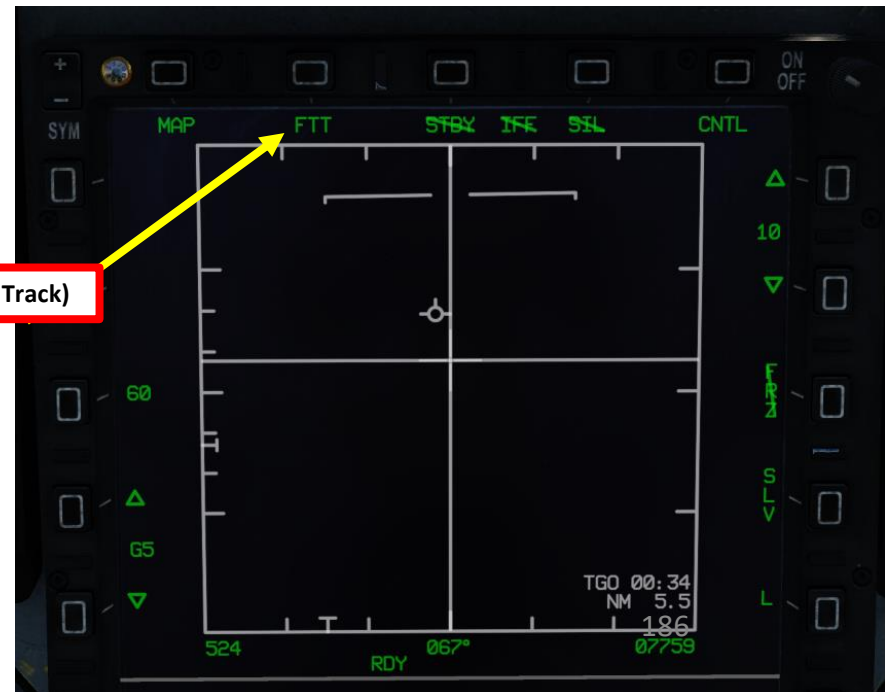 ON
OFF
+
−
SYM
MAP FTT STBY IFF SIL CNTL
10
Track)
60
FRZ
SLV
G5
TGO 00:34
NM 5.5
L
186
524 067° 07759
RDY